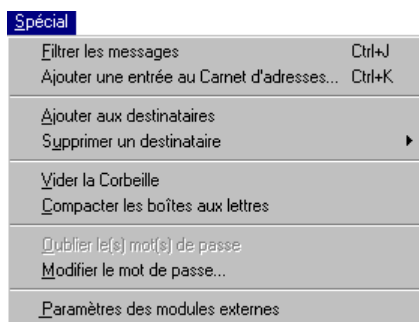 Spécial
Filtrer les messages Ctrl+J
Ajouter une entrée au Carnet d'adresses... Ctrl+K
Ajouter aux destinataires
Supprimer un destinataire
Vider la Corbeille
Compacter les boîtes aux lettres
Oublier le(s) mot(s) de passe
Modifier le mot de passe...
Paramètres des modules externes